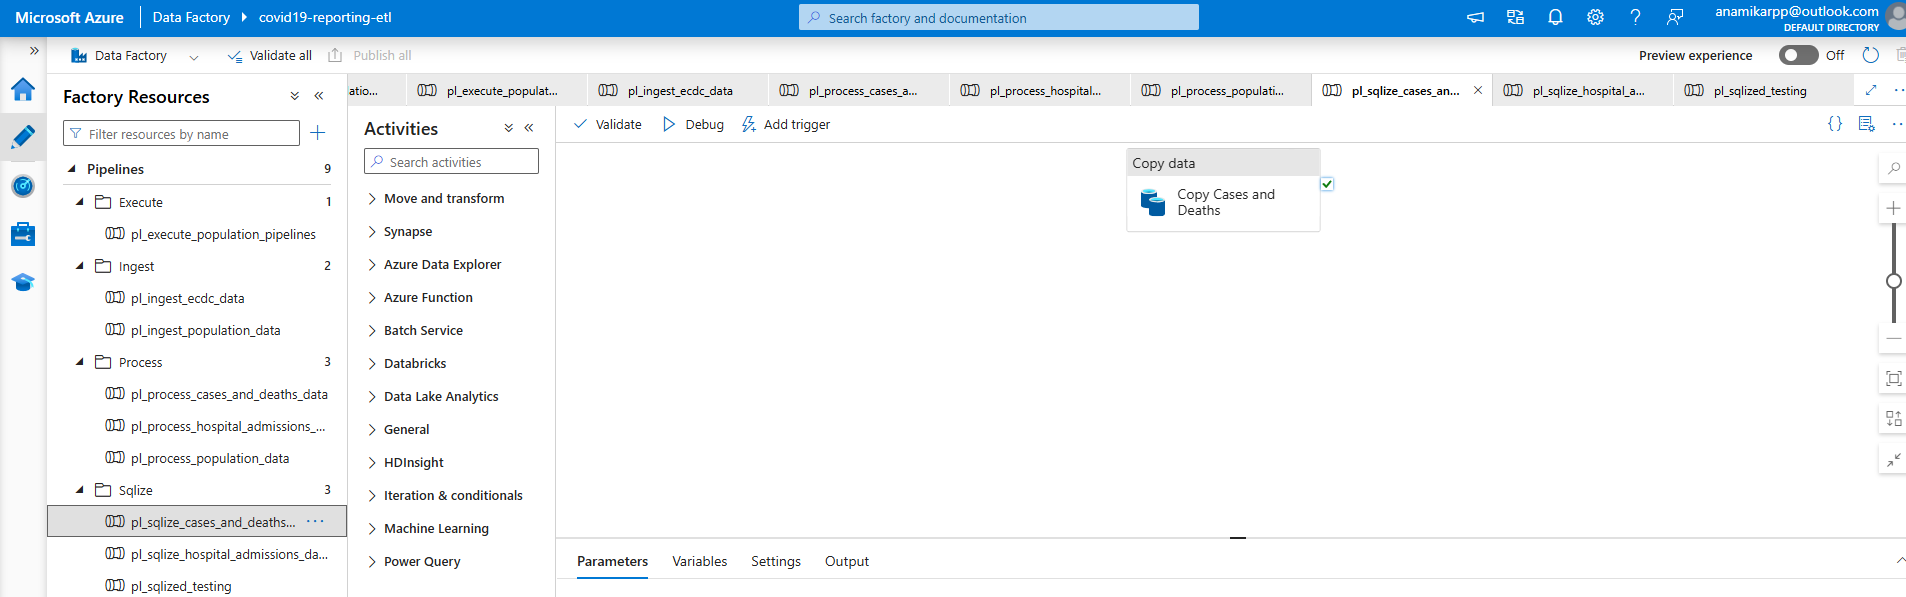 Microsoft Azure
Data Factory
covid19-reporting-etl
Search factory and documentation
anamikarpp@outlook.com
DEFAULT DIRECTORY
Data Factory
Validate all
Publish all
Preview experience
Off
Factory Resources
Filter resources by name
Pipelines 9
Execute 1
pl_execute_population_pipelines
Ingest 2
pl_ingest_ecdc_data
pl_ingest_population_data
Process 3
pl_process_cases_and_deaths_data
pl_process_hospital_admissions_...
pl_process_population_data
Sqlize 3
pl_sqlize_cases_and_deaths...
pl_sqlize_hospital_admissions_da...
pl_sqlized_testing
atio...
pl_execute_populat...
pl_ingest_ecdc_data
pl_process_cases_a...
pl_process_hospital...
pl_process_populati...
pl_sqlize_cases_an...
pl_sqlize_hospital_a...
pl_sqlized_testing
Activities
Search activities
Move and transform
Synapse
Azure Data Explorer
Azure Function
Batch Service
Databricks
Data Lake Analytics
General
HDInsight
Iteration & conditionals
Machine Learning
Power Query
Validate
Debug
Add trigger
Copy data
Copy Cases and
Deaths
Parameters
Variables
Settings
Output